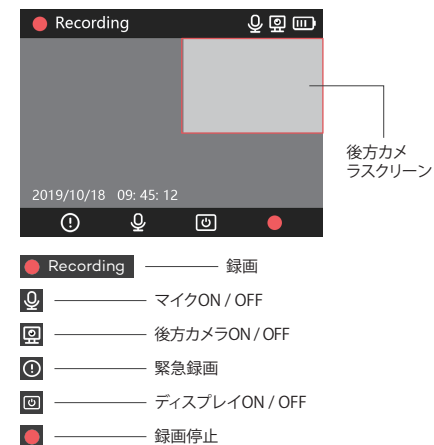 Recording
後方カメ
ラスクリーン
2019/10/18 09: 45: 12
Recording 録画
マイクON / OFF
後方カメラON / OFF
緊急録画
ディスプレイON / OFF
録画停止